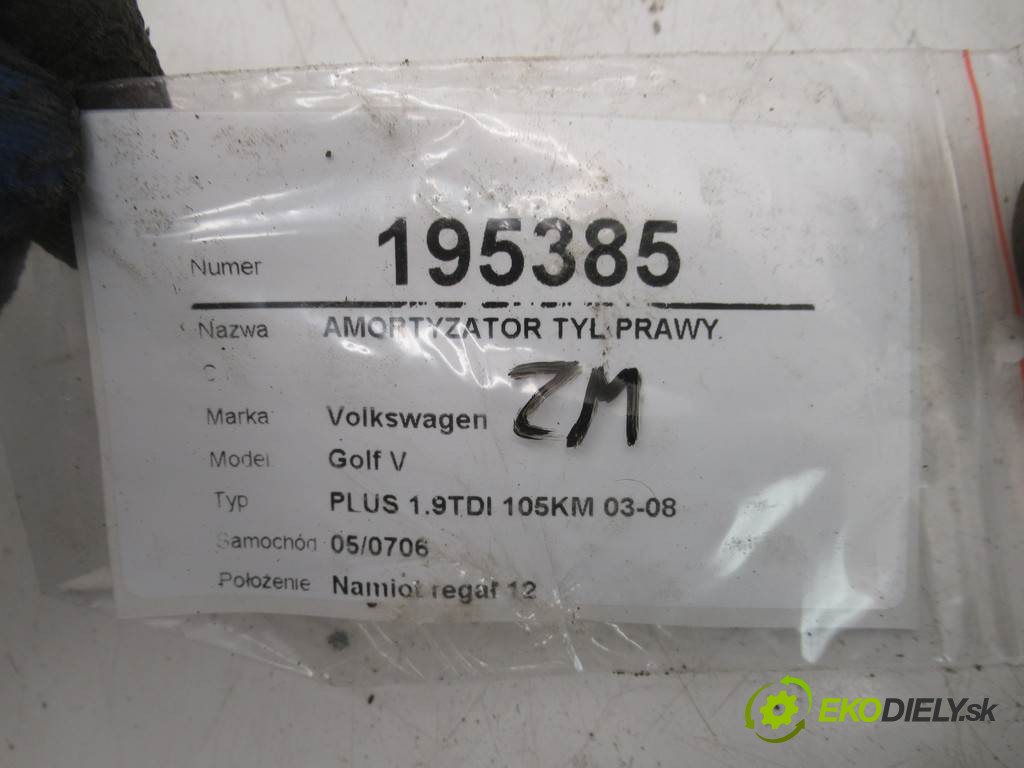 Numer 195385
Nazwa AMORTYZATOR TYL PRAWY
ZM
Marka Volkswagen
Model Golf V
Typ PLUS 1.9TDI 105KM 03-08
Samochód 05/0706
Położenie Namiot regał 12
EKODIELY.sk